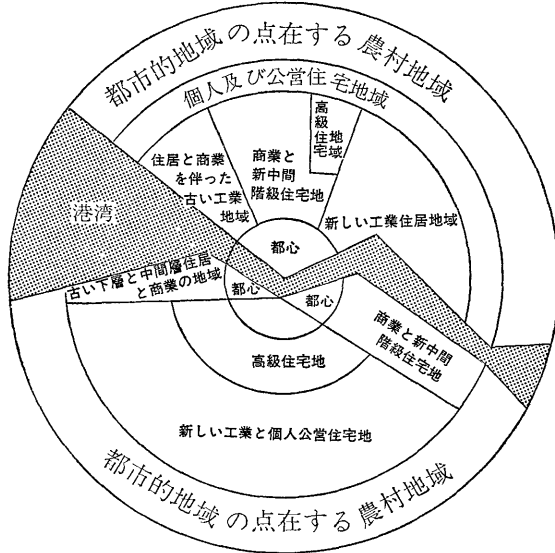 都市的地域の点在する農村地域
個人及び公営住宅地域
高級住宅地域
住居と商業
を伴った
古い工業
地域
商業と
新中間
階級住宅地
新しい工業住居地域
港湾
都心
古い下層と中間層住居
と商業の地域
都心
都心
商業と新中間
階級住宅地
高級住宅地
新しい工業と個人公営住宅地
都市的地域の点在する農村地域